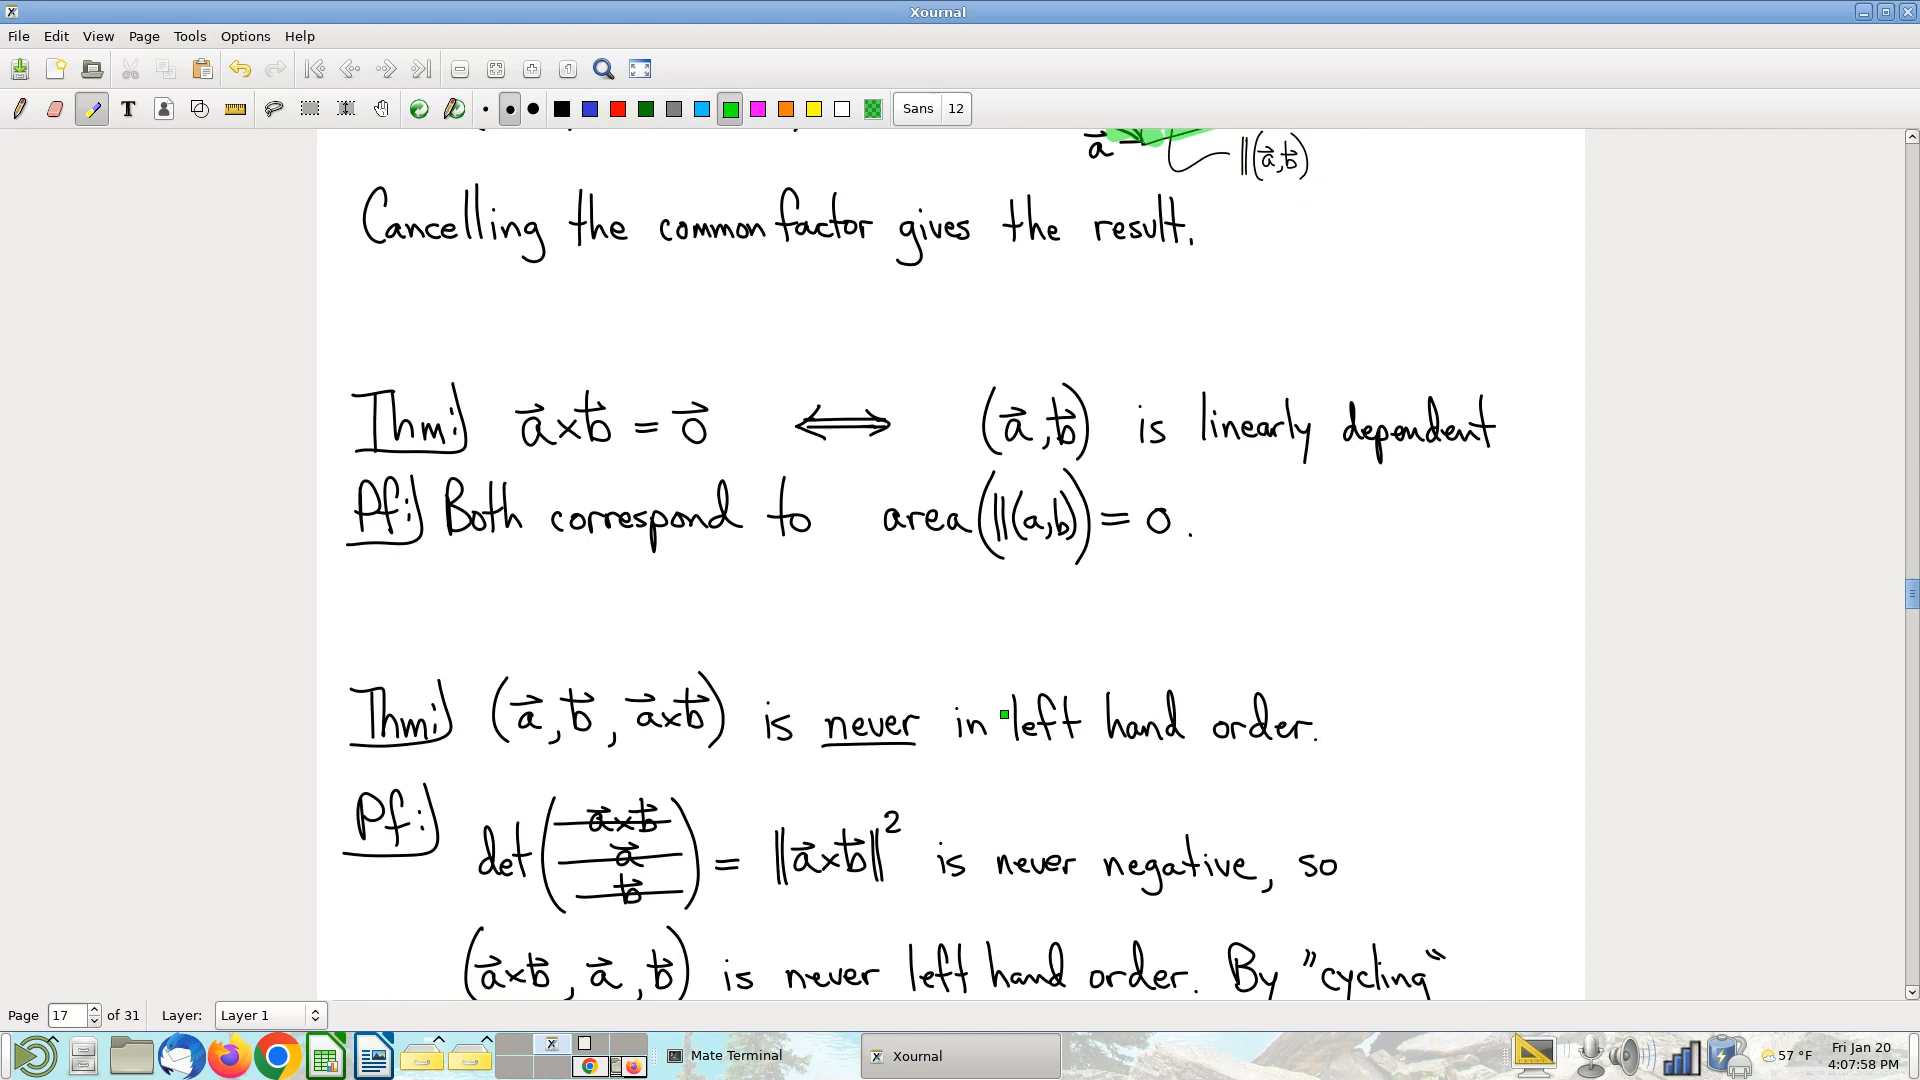 Xournal
File Edit View Page Tools Options Help
Sans 12
a⃗ ||(a⃗,b⃗)
Cancelling the common factor gives the result.
Thm: a⃗×b⃗ = 0⃗ ⟺ (a⃗,b⃗) is linearly dependent
Pf: Both correspond to area(||(a,b)) = 0.
Thm: (a⃗, b⃗, a⃗×b⃗) is never in left hand order.
Pf: det(a⃗×b⃗ a⃗ b⃗) = ||a⃗×b⃗||² is never negative, so
(a⃗×b⃗, a⃗, b⃗) is never left hand order. By "cycling"
Page 17 of 31 Layer: Layer 1
Mate Terminal Xournal 57 °F Fri Jan 20
4:07:58 PM